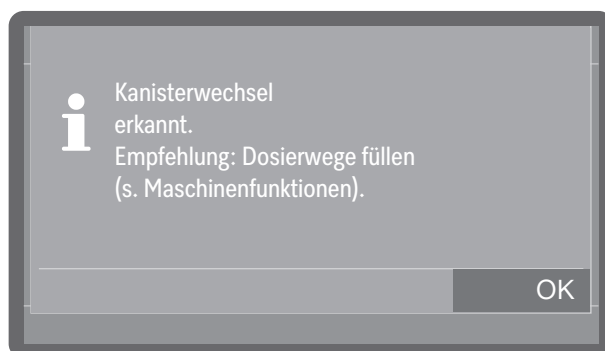 Kanisterwechsel
erkannt.
Empfehlung: Dosierwege füllen
(s. Maschinenfunktionen).
OK